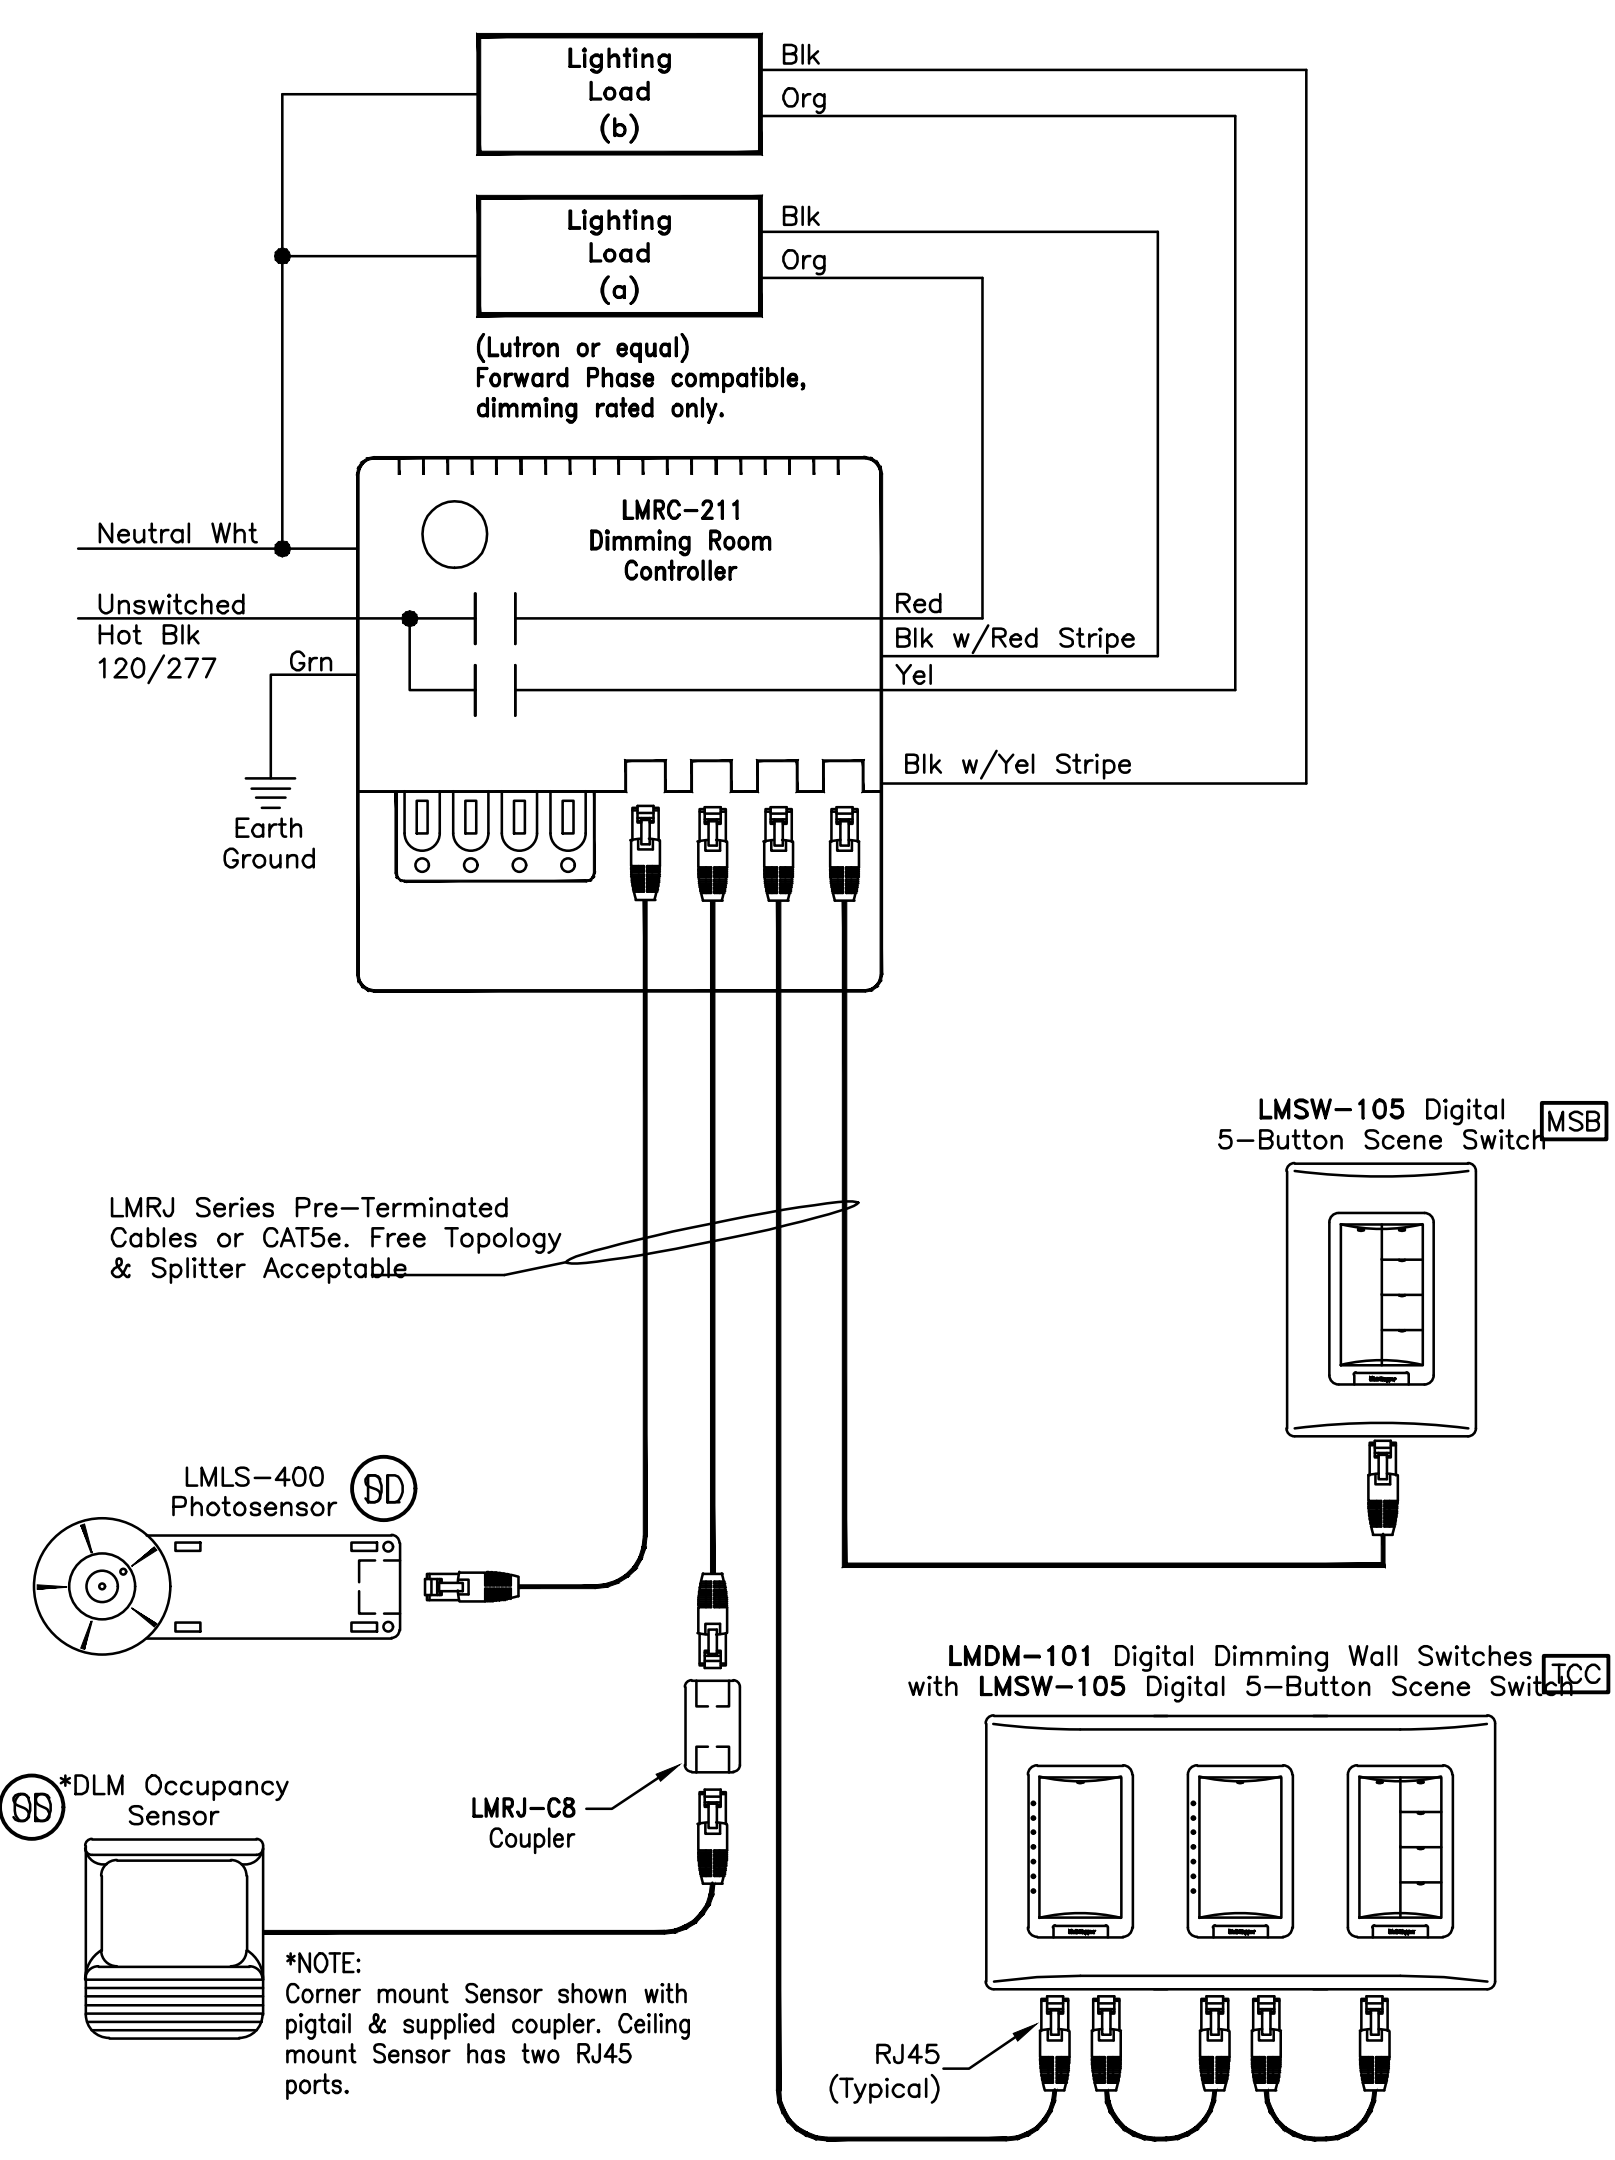 Lighting
Load
(b)
Blk
Org
Lighting
Load
(a)
Blk
Org
(Lutron or equal)
Forward Phase compatible,
dimming rated only.
LMRC-211
Dimming Room
Controller
Neutral Wht
Unswitched
Hot Blk
120/277
Grn
Earth
Ground
Red
Blk w/Red Stripe
Yel
Blk w/Yel Stripe
LMSW-105 Digital
5-Button Scene Switch
MSB
LMRJ Series Pre-Terminated
Cables or CAT5e. Free Topology
& Splitter Acceptable
LMLS-400
Photosensor
LMDM-101 Digital Dimming Wall Switches
with LMSW-105 Digital 5-Button Scene Switch
TCC
*DLM Occupancy
Sensor
LMRJ-C8
Coupler
*NOTE:
Corner mount Sensor shown with
pigtail & supplied coupler. Ceiling
mount Sensor has two RJ45
ports.
RJ45
(Typical)